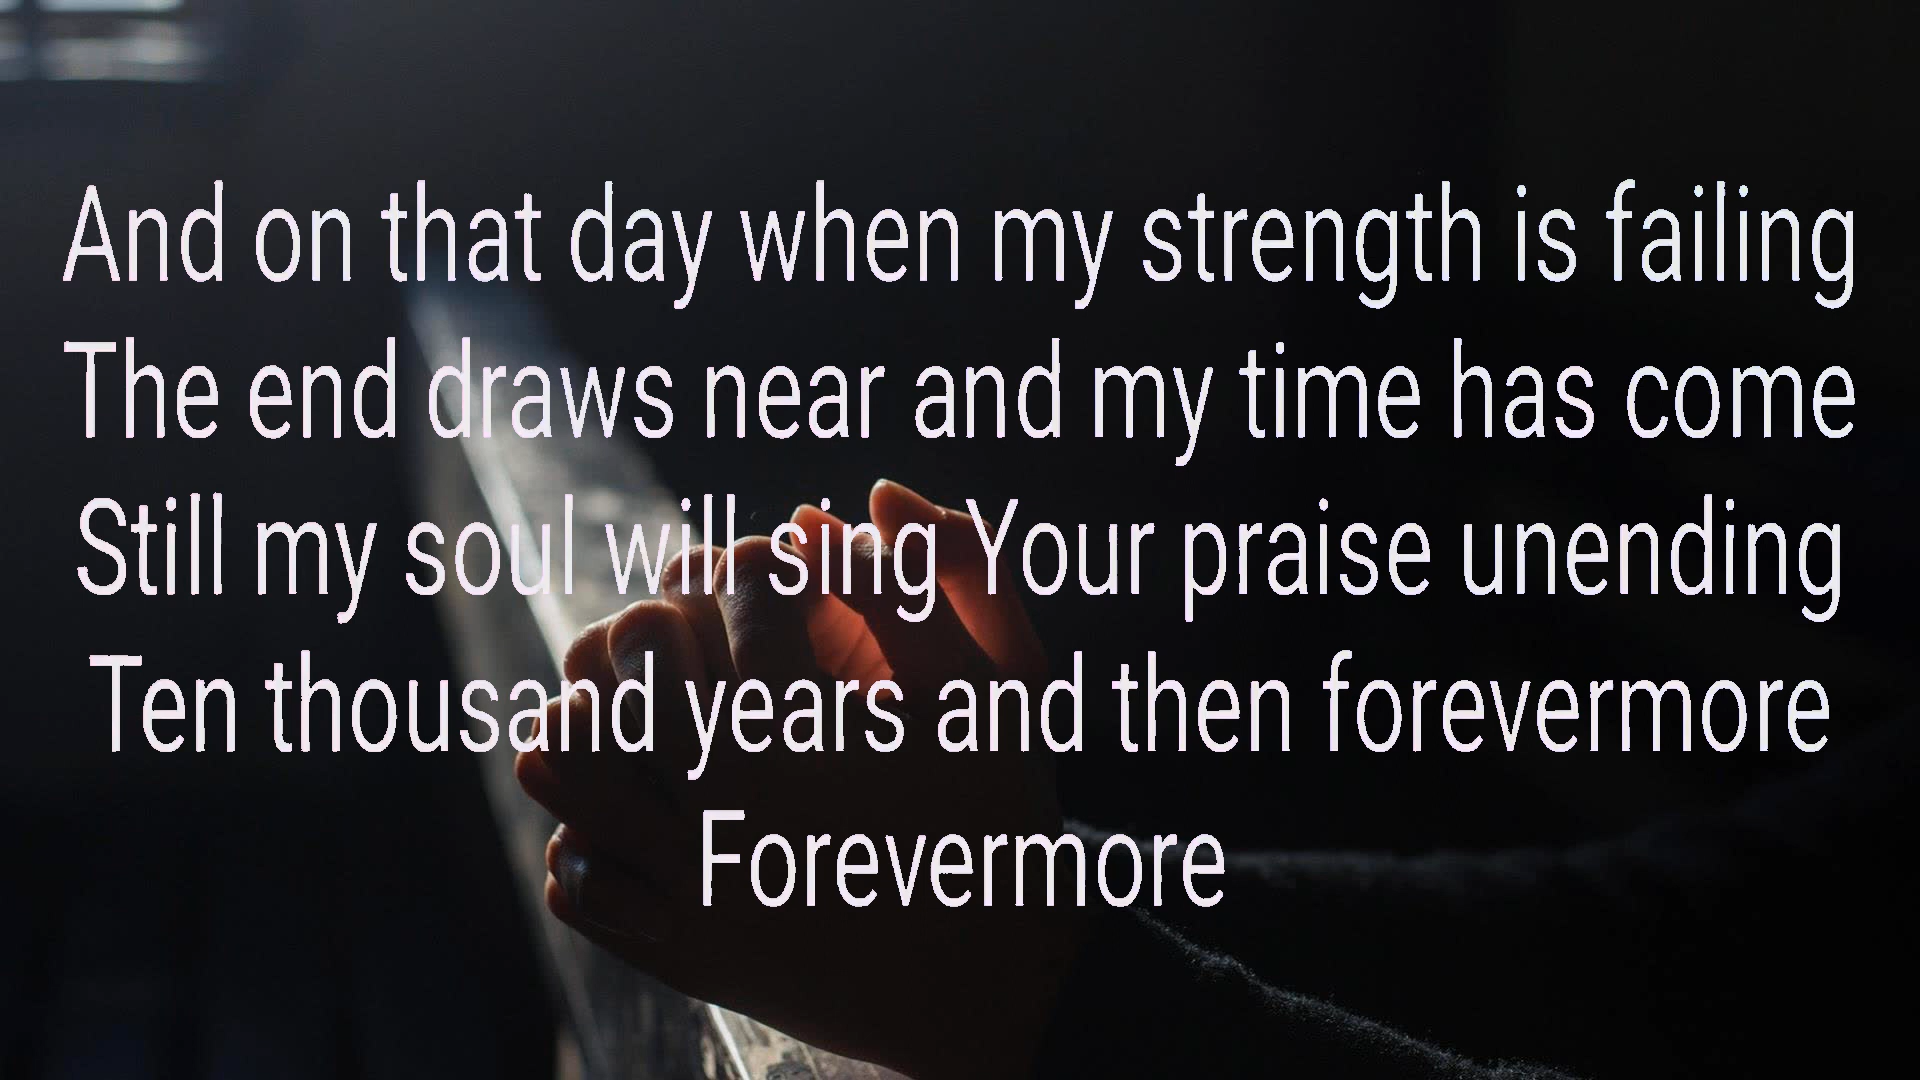 And on that day when my strength is failing
The end draws near and my time has come
Still my soul will sing Your praise unending
Ten thousand years and then forevermore
Forevermore